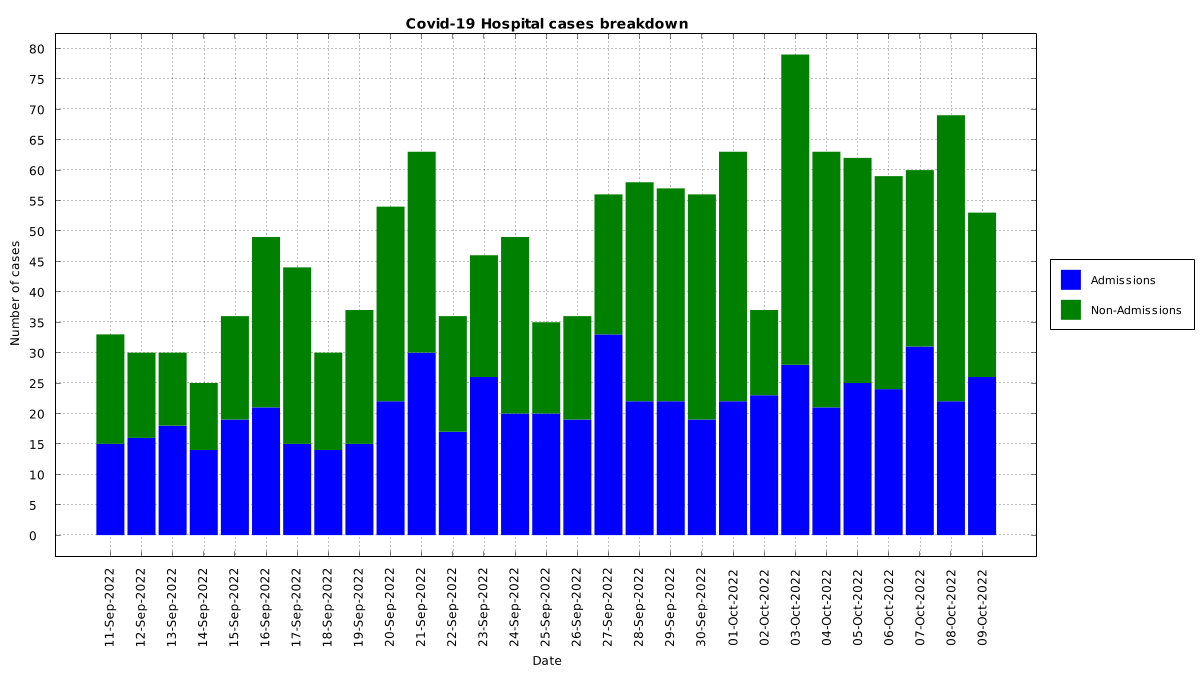 Covid-19 Hospital cases breakdown
80
75
70
65
60
55
50
45
40
35
30
25
20
15
10
5
0
Number of cases
Admissions
Non-Admissions
11-Sep-2022
12-Sep-2022
13-Sep-2022
14-Sep-2022
15-Sep-2022
16-Sep-2022
17-Sep-2022
18-Sep-2022
19-Sep-2022
20-Sep-2022
21-Sep-2022
22-Sep-2022
23-Sep-2022
24-Sep-2022
25-Sep-2022
26-Sep-2022
27-Sep-2022
28-Sep-2022
29-Sep-2022
30-Sep-2022
01-Oct-2022
02-Oct-2022
03-Oct-2022
04-Oct-2022
05-Oct-2022
06-Oct-2022
07-Oct-2022
08-Oct-2022
09-Oct-2022
Date